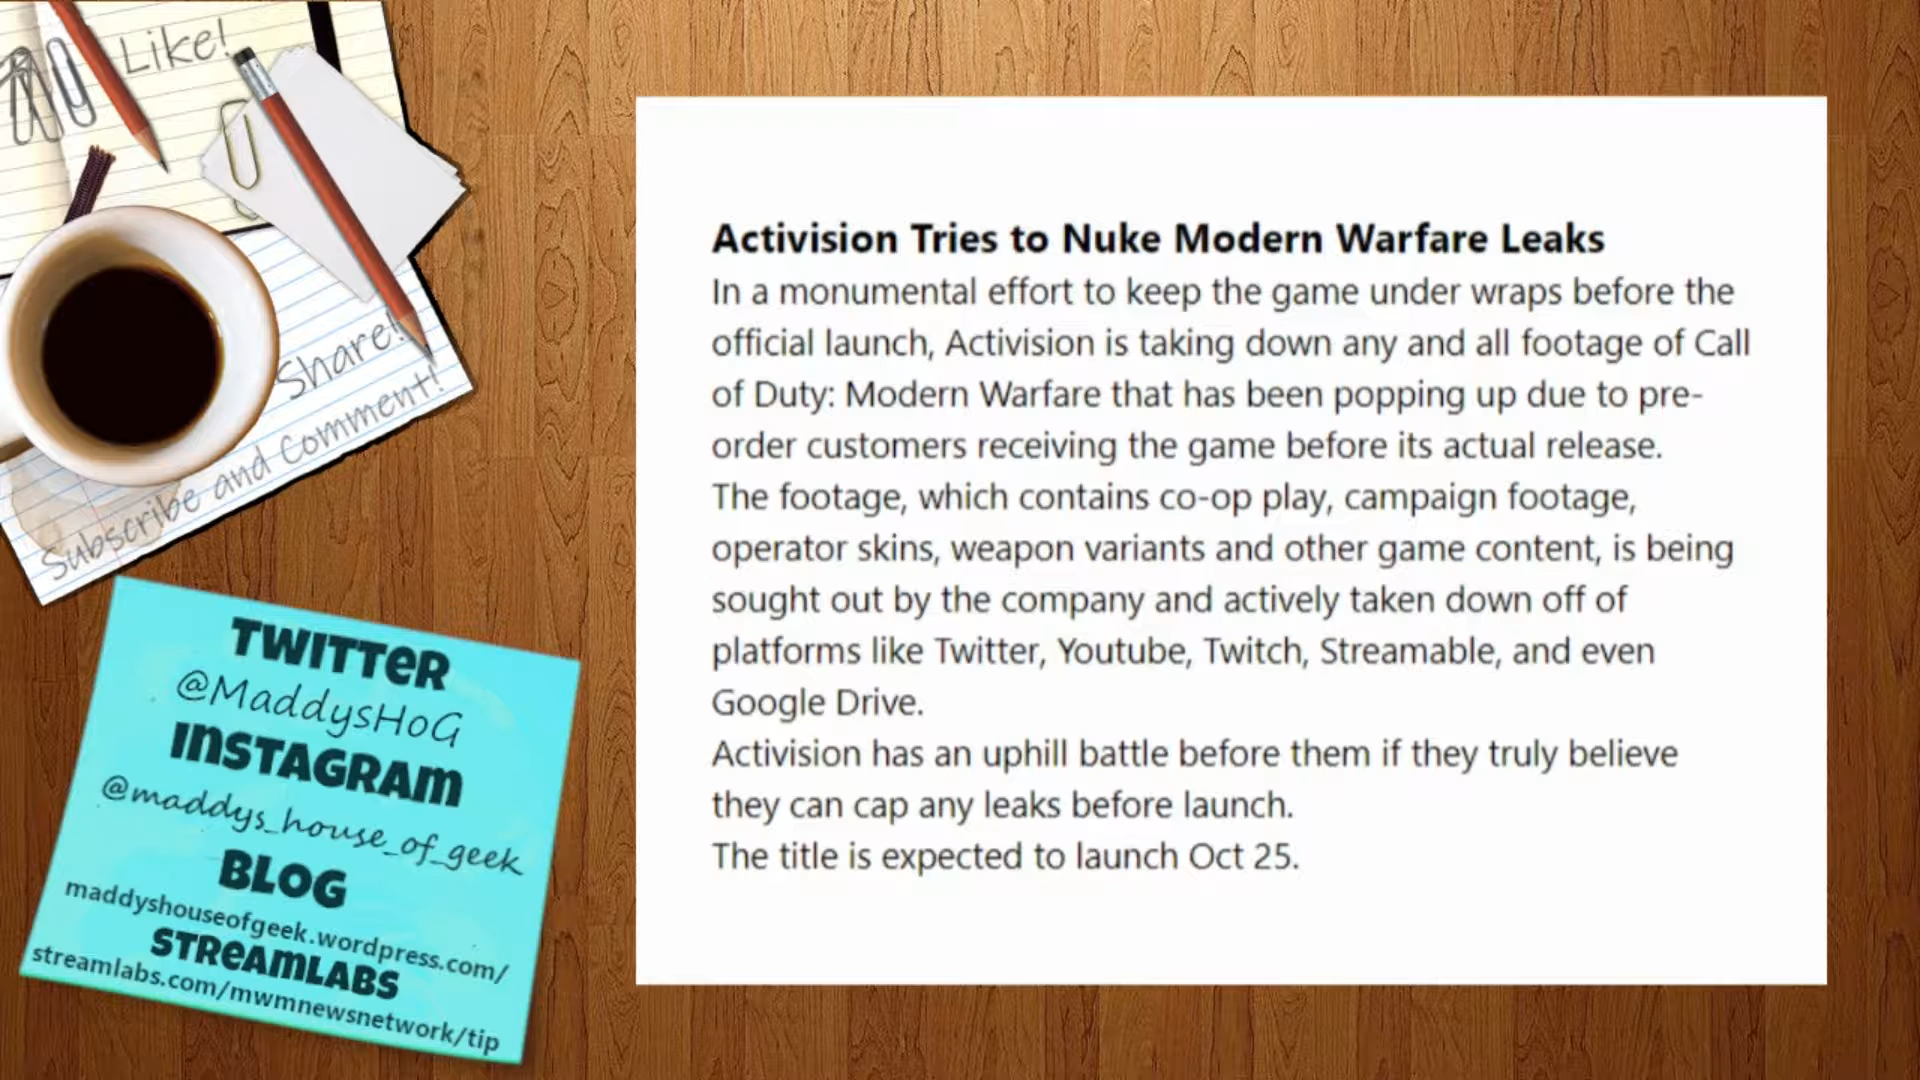 Like!
Share!
Subscribe and Comment!
TWITTER
@MaddysHoG
INSTAGRAM
@maddys_house_of_geek
BLOG
maddyshouseofgeek.wordpress.com/
STREAMLABS
streamlabs.com/mwmnewsnetwork/tip
Activision Tries to Nuke Modern Warfare Leaks
In a monumental effort to keep the game under wraps before the
official launch, Activision is taking down any and all footage of Call
of Duty: Modern Warfare that has been popping up due to pre-
order customers receiving the game before its actual release.
The footage, which contains co-op play, campaign footage,
operator skins, weapon variants and other game content, is being
sought out by the company and actively taken down off of
platforms like Twitter, Youtube, Twitch, Streamable, and even
Google Drive.
Activision has an uphill battle before them if they truly believe
they can cap any leaks before launch.
The title is expected to launch Oct 25.